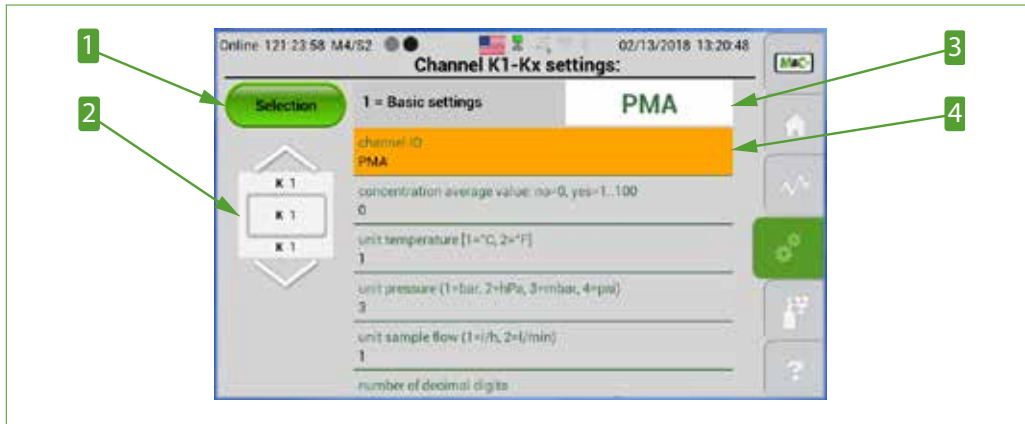 Online 121:23:58 M4/S2 02/13/2018 13:20:48
Channel K1-Kx settings:
M&C
1
Selection
1 = Basic settings
PMA
3
2
channel ID
PMA
4
K 1
K 1
K 1
concentration average value: no=0, yes=1..100
0
unit temperature [1=°C, 2=°F]
1
unit pressure (1=bar, 2=hPa, 3=mbar, 4=psi)
3
unit sample flow (1=l/h, 2=l/min)
1
number of decimal digits
?